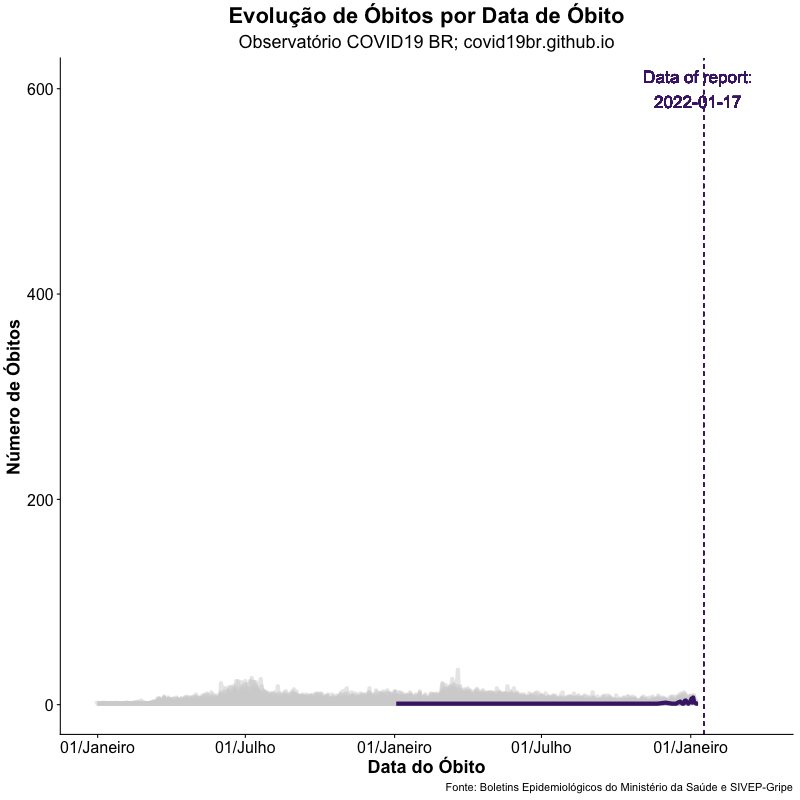 Evolução de Óbitos por Data de Óbito
Observatório COVID19 BR; covid19br.github.io
Data of report:
2022-01-17
600
400
200
0
Número de Óbitos
01/Janeiro
01/Julho
01/Janeiro
01/Julho
01/Janeiro
Data do Óbito
Fonte: Boletins Epidemiológicos do Ministério da Saúde e SIVEP-Gripe